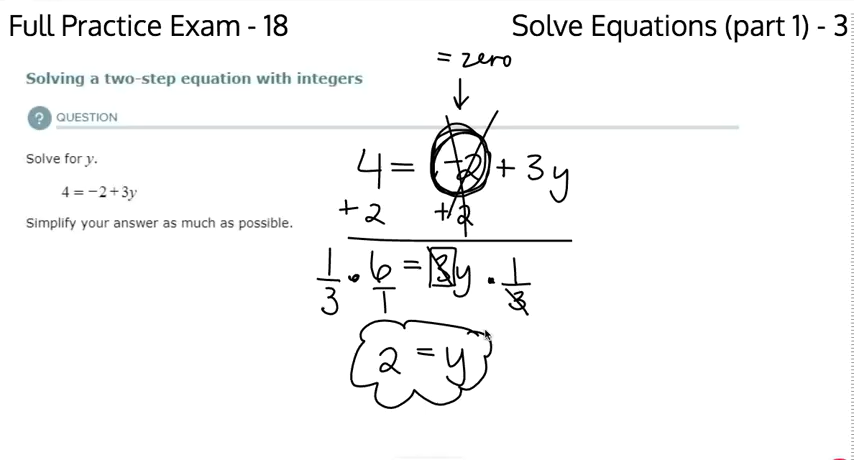 Full Practice Exam - 18
Solve Equations (part 1) - 3
Solving a two-step equation with integers
? QUESTION
Solve for y.
4 = −2+3y
Simplify your answer as much as possible.
= zero
↓
4 = -2 + 3y
+2 +2
1/3 · 6/1 = 3y · 1/3
2 = y